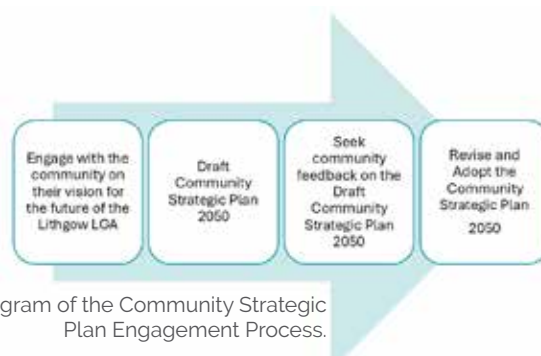 Engage with the
community on
their vision for
the future of the
Lithgow LGA
Draft
Community
Strategic Plan
2050
Seek
community
feedback on the
Draft
Community
Strategic Plan
2050
Revise and
Adopt the
Community
Strategic Plan
2050
gram of the Community Strategic
Plan Engagement Process.